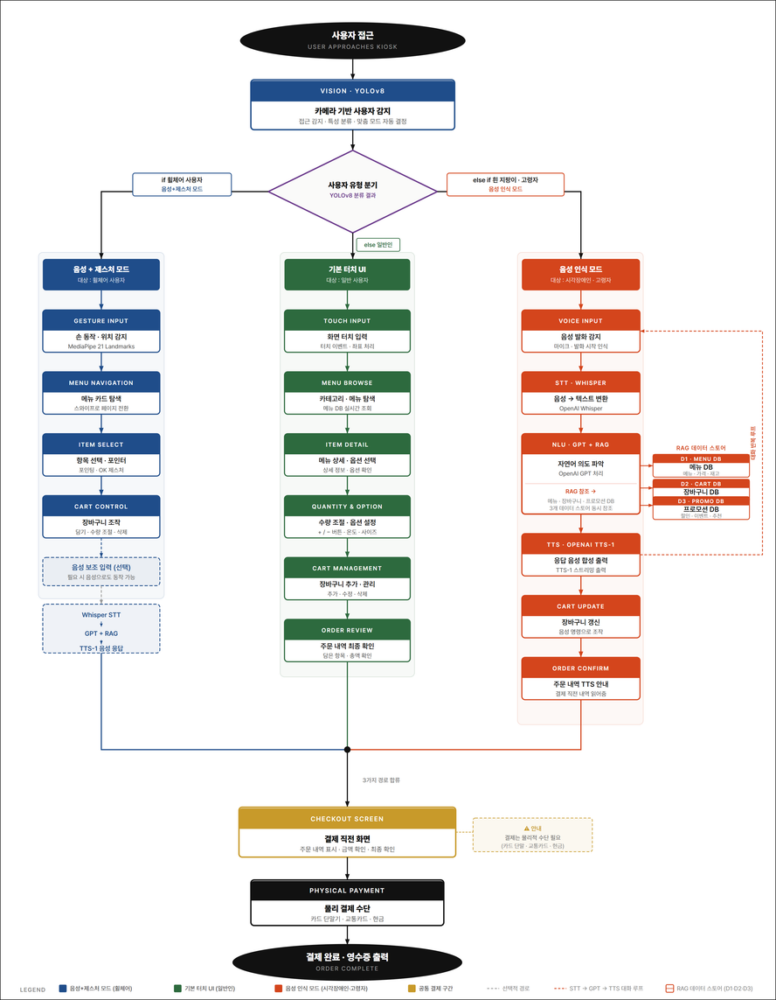 사용자 접근
USER APPROACHES KIOSK
VISION · YOLOv8
카메라 기반 사용자 감지
접근 감지 · 특성 분류 · 맞춤 모드 자동 결정
if 휠체어 사용자
음성+제스처 모드
사용자 유형 분기
YOLOv8 분류 결과
else if 흰 지팡이 · 고령자
음성 인식 모드
else 일반인
음성 + 제스처 모드
대상 : 휠체어 사용자
GESTURE INPUT
손 동작 · 위치 감지
MediaPipe 21 Landmarks
MENU NAVIGATION
메뉴 카드 탐색
스와이프로 페이지 전환
ITEM SELECT
항목 선택 · 포인터
포인팅 · OK 제스처
CART CONTROL
장바구니 조작
담기 · 수량 조절 · 삭제
음성 보조 입력 (선택)
필요 시 음성으로도 동작 가능
Whisper STT
GPT + RAG
TTS-1 음성 응답
기본 터치 UI
대상 : 일반 사용자
TOUCH INPUT
화면 터치 입력
터치 이벤트 · 좌표 처리
MENU BROWSE
카테고리 · 메뉴 탐색
메뉴 DB 실시간 조회
ITEM DETAIL
메뉴 상세 · 옵션 선택
상세 정보 · 옵션 확인
QUANTITY & OPTION
수량 조절 · 옵션 설정
+ / − 버튼 · 온도 · 사이즈
CART MANAGEMENT
장바구니 추가 · 관리
추가 · 수정 · 삭제
ORDER REVIEW
주문 내역 최종 확인
담은 항목 · 총액 확인
음성 인식 모드
대상 : 시각장애인 · 고령자
VOICE INPUT
음성 발화 감지
마이크 · 발화 시작 인식
STT · WHISPER
음성 → 텍스트 변환
OpenAI Whisper
NLU · GPT + RAG
자연어 의도 파악
OpenAI GPT 처리
RAG 참조 →
메뉴 · 장바구니 · 프로모션 DB
3개 데이터 스토어 동시 참조
TTS · OPENAI TTS-1
응답 음성 합성 출력
TTS-1 스트리밍 출력
CART UPDATE
장바구니 갱신
음성 명령으로 조작
ORDER CONFIRM
주문 내역 TTS 안내
결제 직전 내역 읽어줌
대화 반복 루프
RAG 데이터 스토어
D1 · MENU DB
메뉴 DB
메뉴 · 가격 · 재고
D2 · CART DB
장바구니 DB
D3 · PROMO DB
프로모션 DB
할인 · 이벤트 · 추천
3가지 경로 합류
CHECKOUT SCREEN
결제 직전 화면
주문 내역 표시 · 금액 확인 · 최종 확인
⚠ 안내
결제는 물리적 수단 필요
(카드 단말 · 교통카드 · 현금)
PHYSICAL PAYMENT
물리 결제 수단
카드 단말기 · 교통카드 · 현금
결제 완료 · 영수증 출력
ORDER COMPLETE
LEGEND
음성+제스처 모드 (휠체어)
기본 터치 UI (일반인)
음성 인식 모드 (시각장애인·고령자)
공통 결제 구간
선택적 경로
STT → GPT → TTS 대화 루프
RAG 데이터 스토어 (D1·D2·D3)